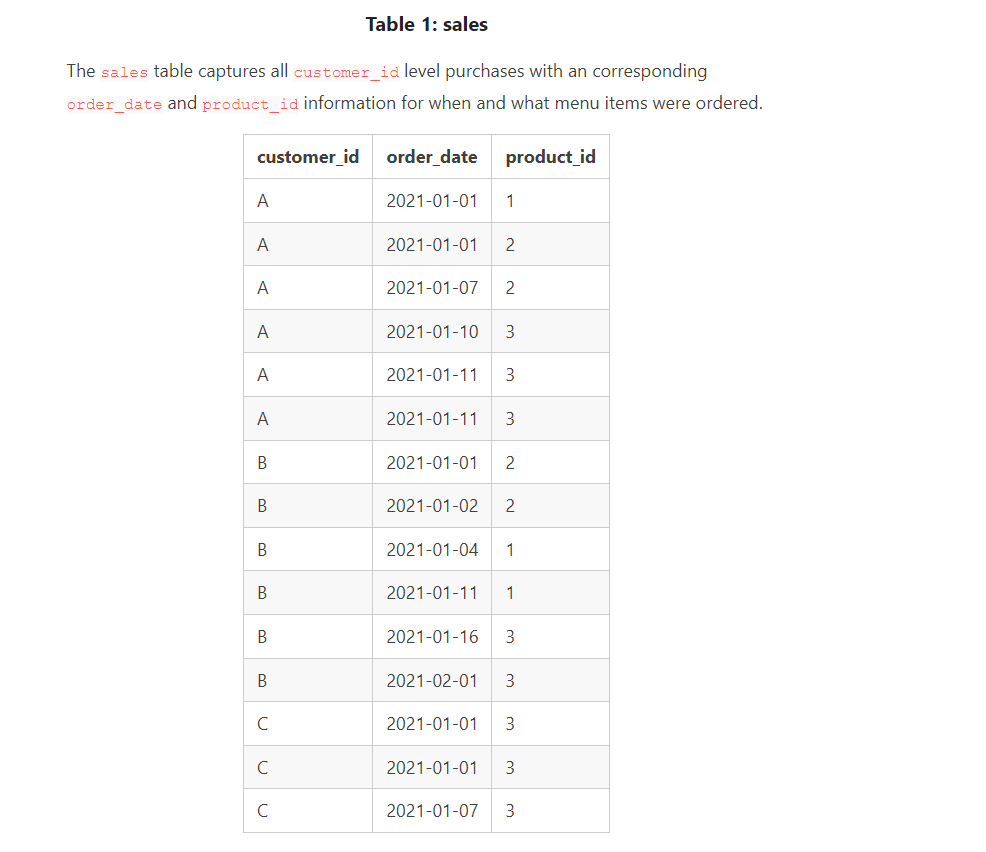 Table 1: sales
The sales table captures all customer_id level purchases with an corresponding
order_date and product_id information for when and what menu items were ordered.
customer_id order_date product_id
A 2021-01-01 1
A 2021-01-01 2
A 2021-01-07 2
A 2021-01-10 3
A 2021-01-11 3
A 2021-01-11 3
B 2021-01-01 2
B 2021-01-02 2
B 2021-01-04 1
B 2021-01-11 1
B 2021-01-16 3
B 2021-02-01 3
C 2021-01-01 3
C 2021-01-01 3
C 2021-01-07 3